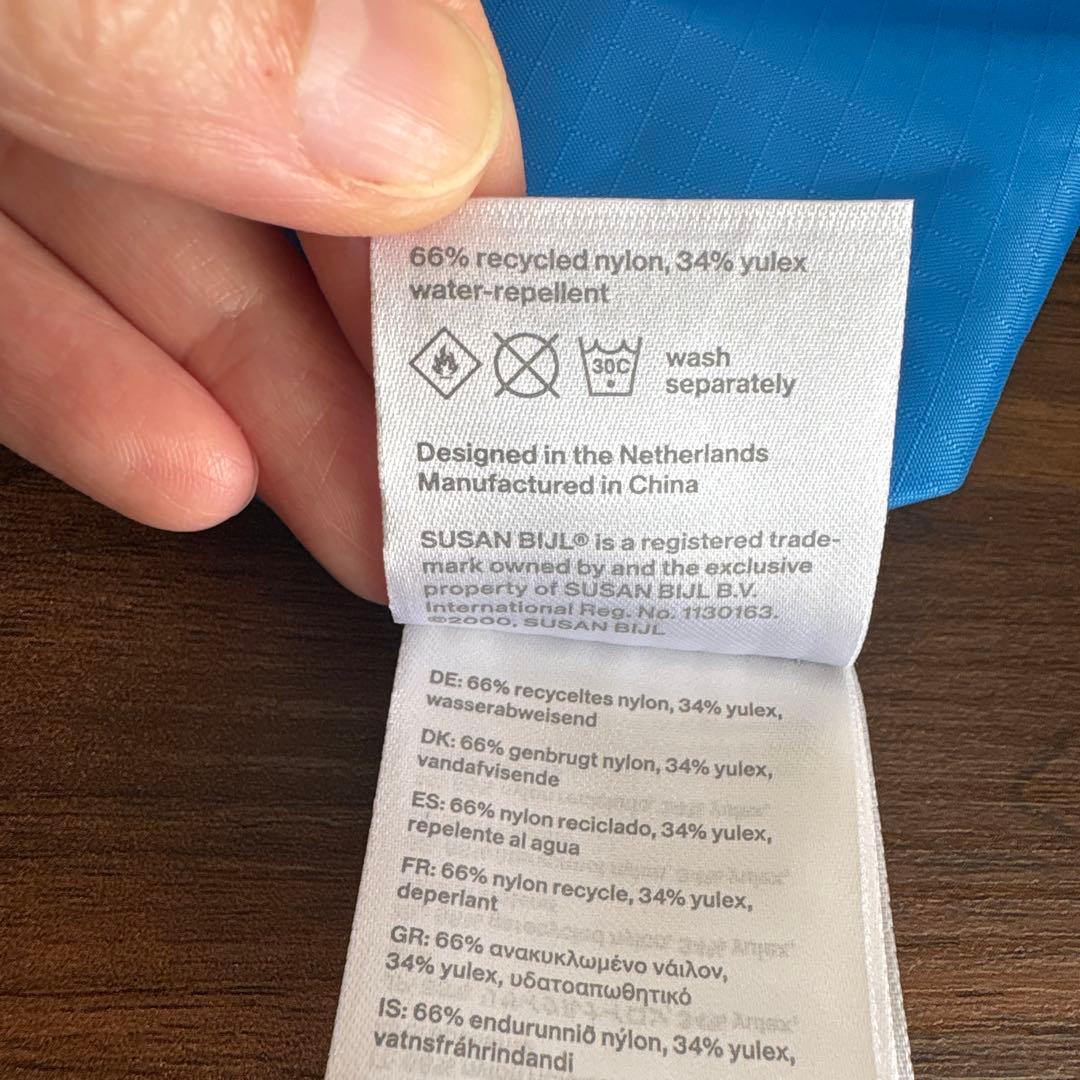 66% recycled nylon, 34% yulex
water-repellent
30C
wash
separately
Designed in the Netherlands
Manufactured in China
SUSAN BIJL® is a registered trade-
mark owned by and the exclusive
property of SUSAN BIJL B.V.
International Reg. No. 1130163.
©2000, SUSAN BIJL
DE: 66% recyceltes nylon, 34% yulex,
wasserabweisend
DK: 66% genbrugt nylon, 34% yulex,
vandafvisende
ES: 66% nylon reciclado, 34% yulex,
repelente al agua
FR: 66% nylon recycle, 34% yulex,
deperlant
GR: 66% ανακυκλωμένο νάιλον,
34% yulex, υδατοαπωθητικό
IS: 66% endurunnið nýlon, 34% yulex,
vatnsfráhrindandi